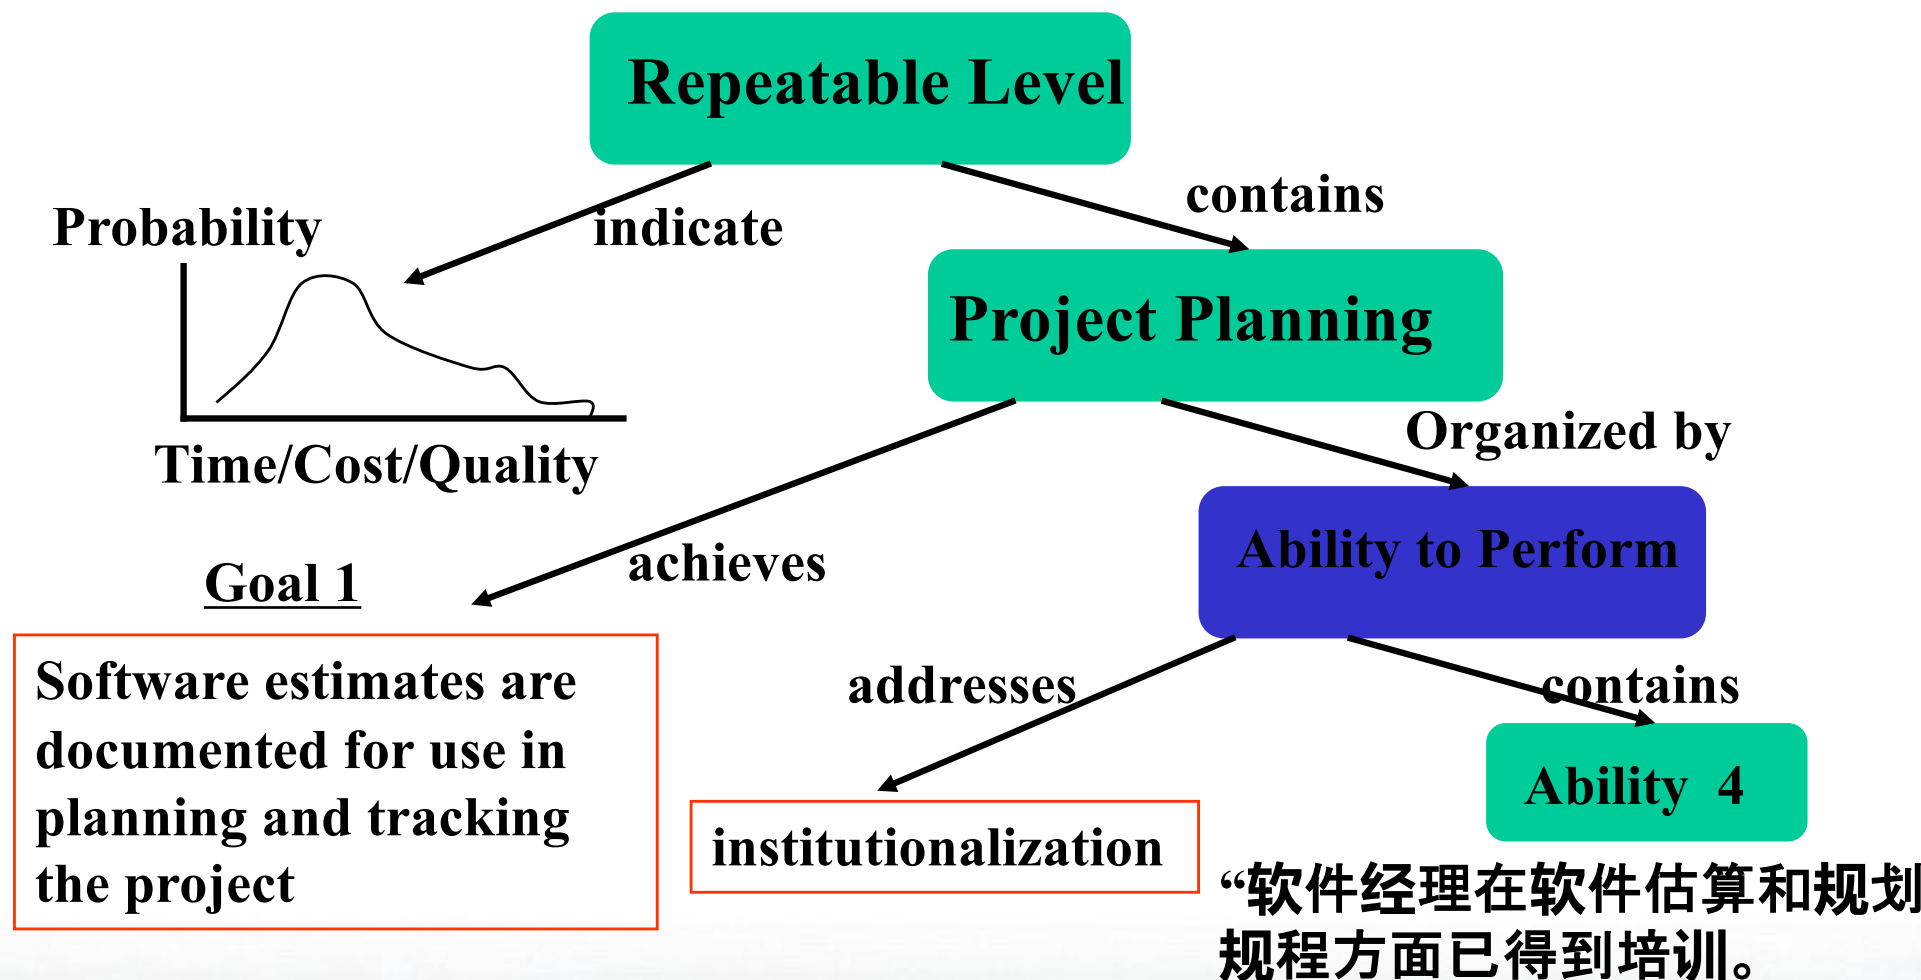 Repeatable Level
contains
Probability
indicate
Project Planning
Organized by
Time/Cost/Quality
Ability to Perform
achieves
Goal 1
Software estimates are
documented for use in
planning and tracking
the project
addresses
contains
Ability 4
institutionalization
“软件经理在软件估算和规划
规程方面已得到培训。